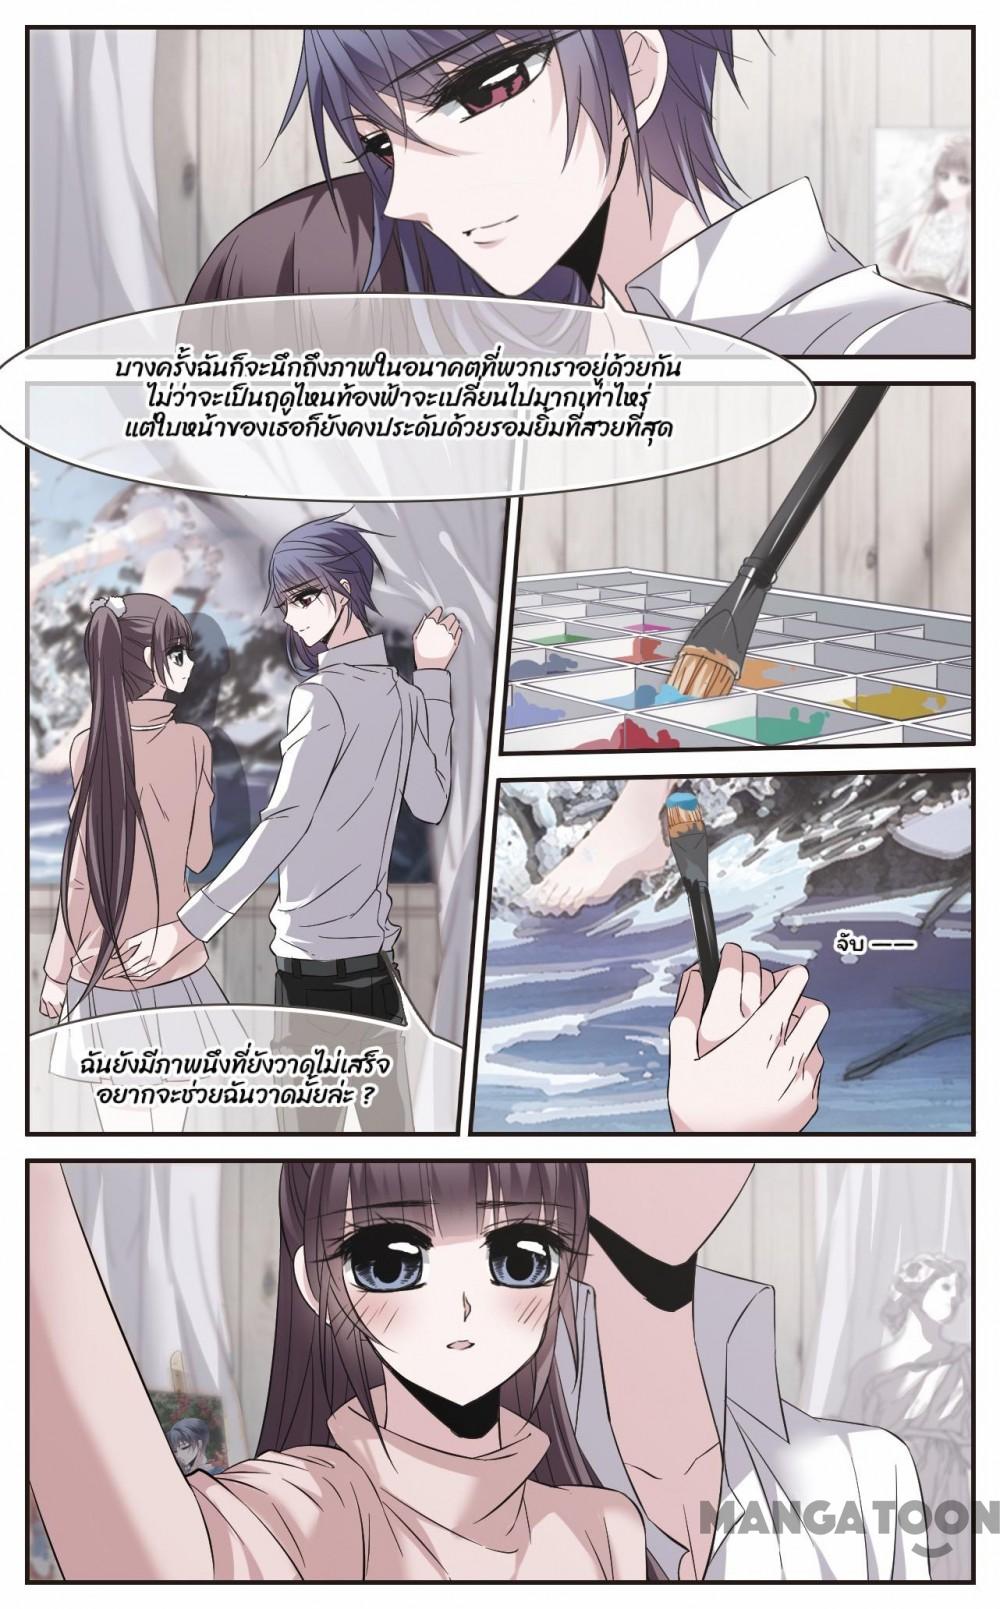 บางครั้งฉันก็จะนึกถึงภาพในอนาคตที่พวกเราอยู่ด้วยกัน
ไม่ว่าจะเป็นฤดูไหนท้องฟ้าจะเปลี่ยนไปมากเท่าไหร่
แต่ใบหน้าของเธอก็ยังคงประดับด้วยรอมยิ้มที่สวยที่สุด
จับ ——
ฉันยังมีภาพนึงที่ยังวาดไม่เสร็จ
อยากจะช่วยฉันวาดมั้ยล่ะ ?
MANGATOON